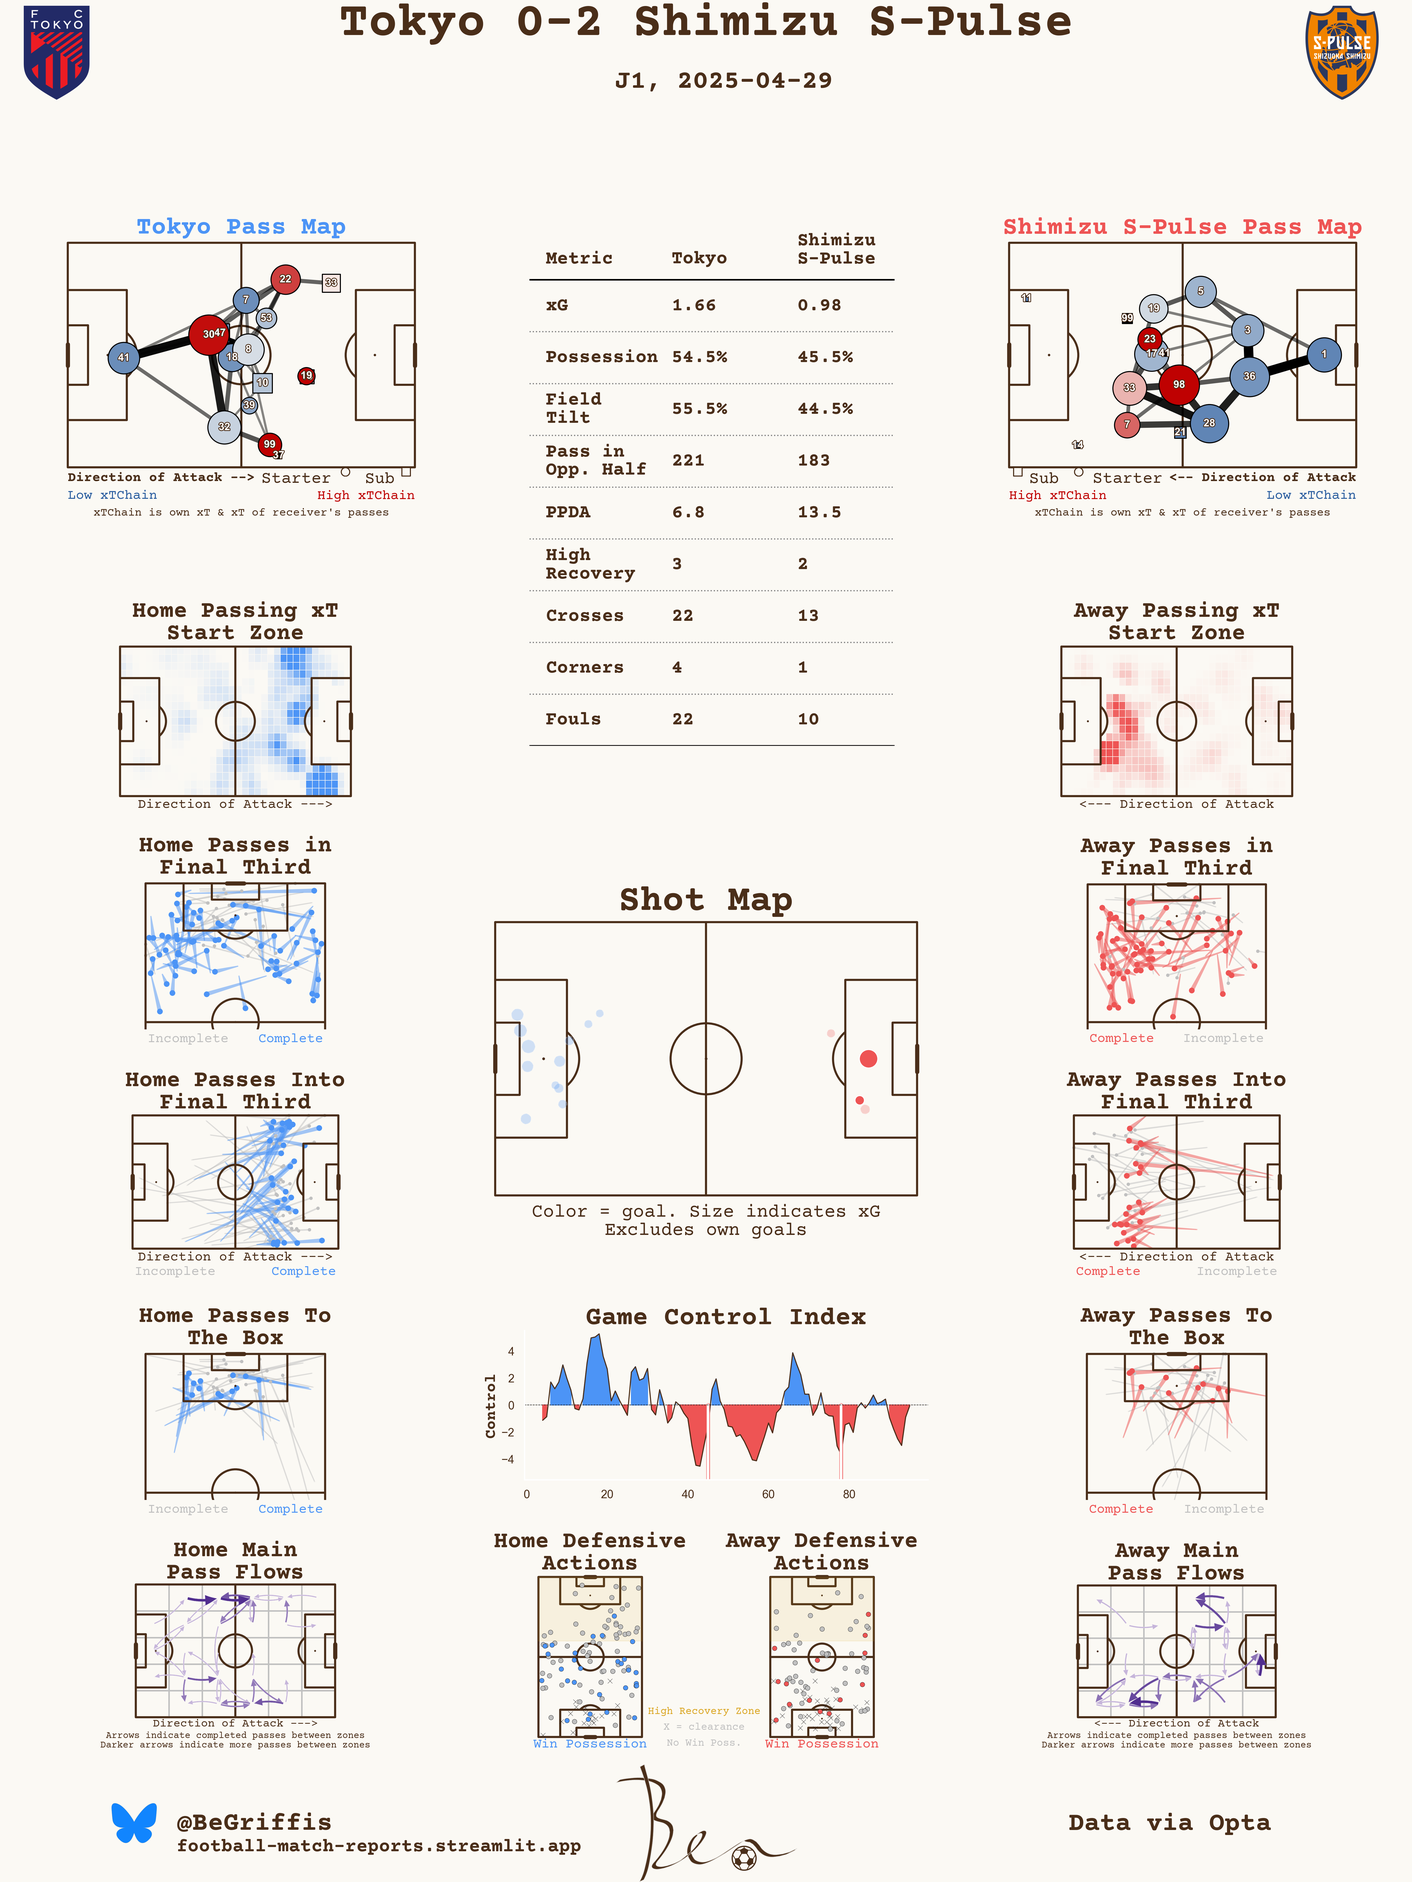 Tokyo 0-2 Shimizu S-Pulse
J1, 2025-04-29
F C
TOKYO
S-PULSE
SHIZUOKA SHIMIZU
Tokyo Pass Map
41
30
47
7
22
33
53
18
8
10
19
39
32
99
37
Direction of Attack --> Starter Sub
Low xTChain High xTChain
xTChain is own xT & xT of receiver's passes
Metric Tokyo Shimizu S-Pulse
xG 1.66 0.98
Possession 54.5% 45.5%
Field Tilt 55.5% 44.5%
Pass in Opp. Half 221 183
PPDA 6.8 13.5
High Recovery 3 2
Crosses 22 13
Corners 4 1
Fouls 22 10
Shimizu S-Pulse Pass Map
11
99
19
5
23
17
41
3
1
33
98
36
7
21
28
14
Sub Starter <-- Direction of Attack
High xTChain Low xTChain
xTChain is own xT & xT of receiver's passes
Home Passing xT
Start Zone
Direction of Attack --->
Away Passing xT
Start Zone
<--- Direction of Attack
Home Passes in
Final Third
Incomplete Complete
Away Passes in
Final Third
Complete Incomplete
Shot Map
Color = goal. Size indicates xG
Excludes own goals
Home Passes Into
Final Third
Direction of Attack --->
Incomplete Complete
Away Passes Into
Final Third
<--- Direction of Attack
Complete Incomplete
Home Passes To
The Box
Incomplete Complete
Game Control Index
Control
4
2
0
−2
−4
0 20 40 60 80
Away Passes To
The Box
Complete Incomplete
Home Main
Pass Flows
Direction of Attack --->
Arrows indicate completed passes between zones
Darker arrows indicate more passes between zones
Home Defensive
Actions
Win Possession
Away Defensive
Actions
Win Possession
High Recovery Zone
X = clearance
No Win Poss.
Away Main
Pass Flows
<--- Direction of Attack
Arrows indicate completed passes between zones
Darker arrows indicate more passes between zones
@BeGriffis
football-match-reports.streamlit.app
Ben
Data via Opta